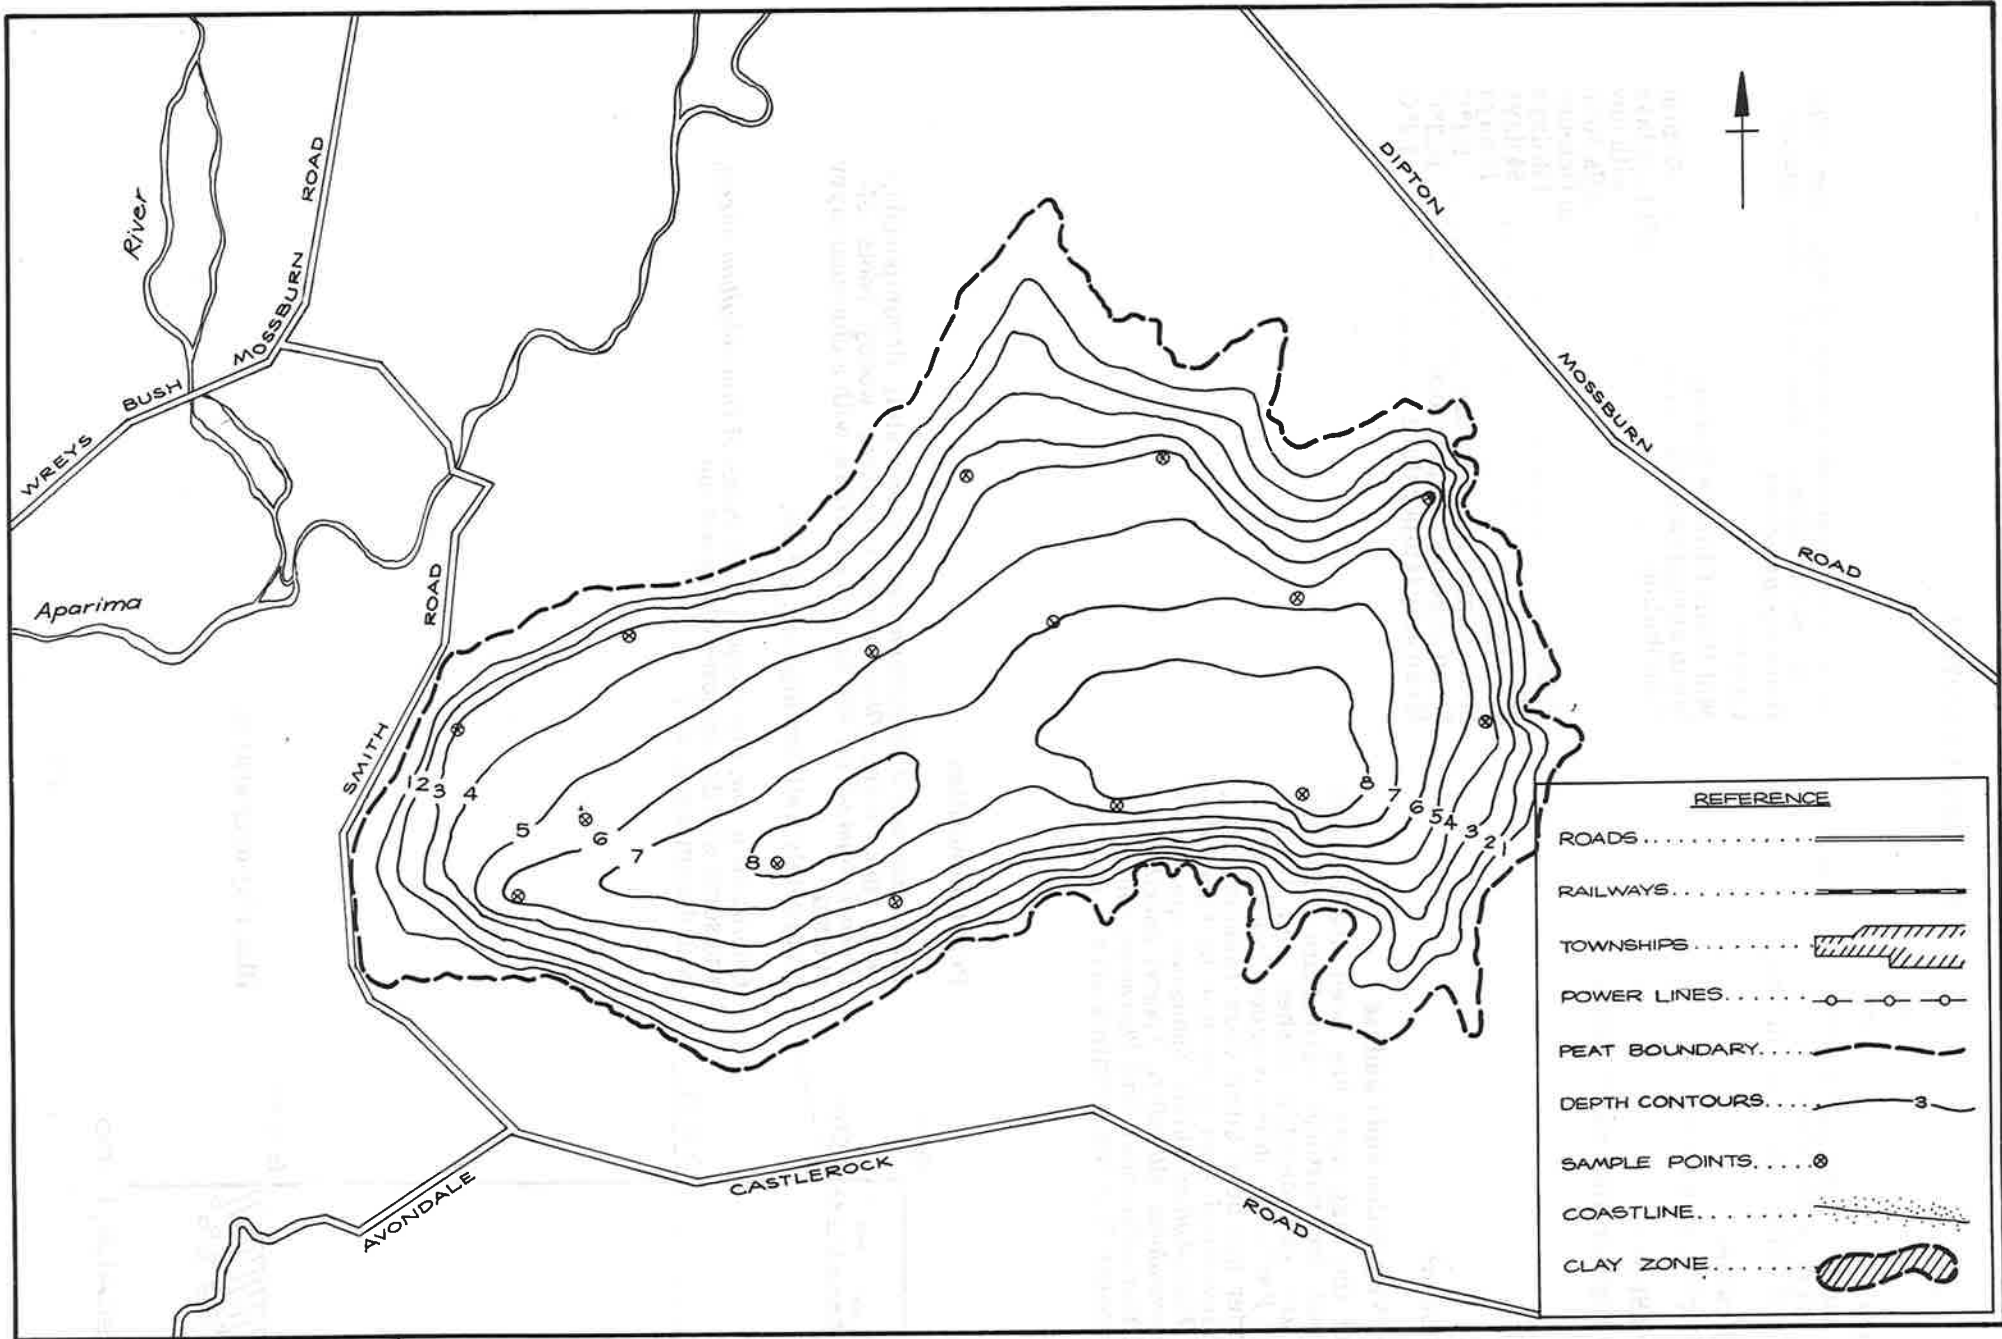 River
WREYS BUSH MOSSBURN ROAD
Aparima
SMITH ROAD
DIPTON MOSSBURN ROAD
1 2 3 4 5 6 7 8
8 7 6 5 4 3 2 1
AVONDALE
CASTLEROCK ROAD
REFERENCE
ROADS............
RAILWAYS..........
TOWNSHIPS........
POWER LINES......
PEAT BOUNDARY.....
DEPTH CONTOURS..... 3
SAMPLE POINTS.....
COASTLINE........
CLAY ZONE........